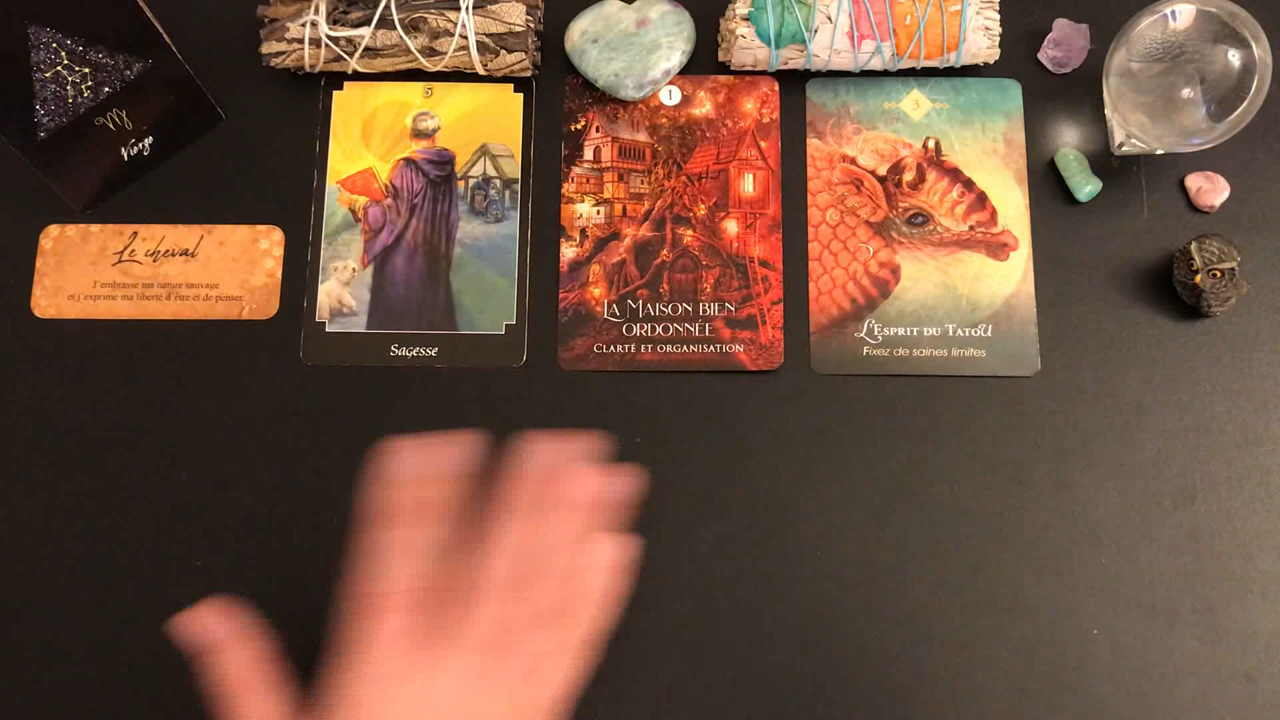 Vierge
Le cheval
J'embrasse ma nature sauvage
et j'exprime ma liberté d'être et de penser.
5
Sagesse
1
La Maison bien
ordonnée
Clarté et organisation
3
L'Esprit du Tatou
Fixez de saines limites